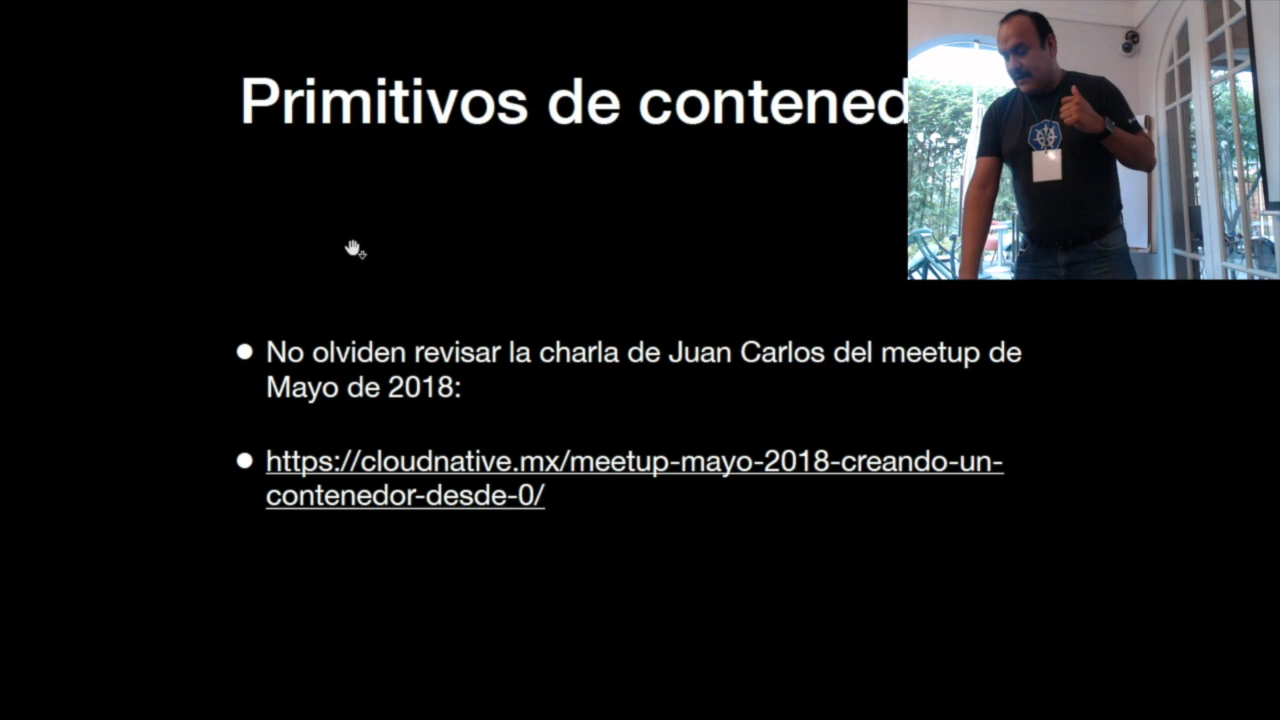 Primitivos de contened
No olviden revisar la charla de Juan Carlos del meetup de
Mayo de 2018:
https://cloudnative.mx/meetup-mayo-2018-creando-un-
contenedor-desde-0/